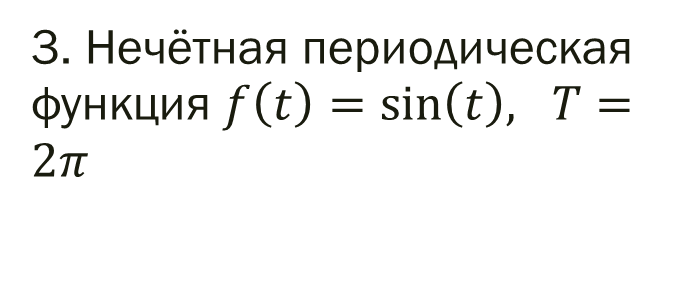 3. Нечётная периодическая
функция 𝑓(𝑡) = sin(𝑡), 𝑇 =
2𝜋